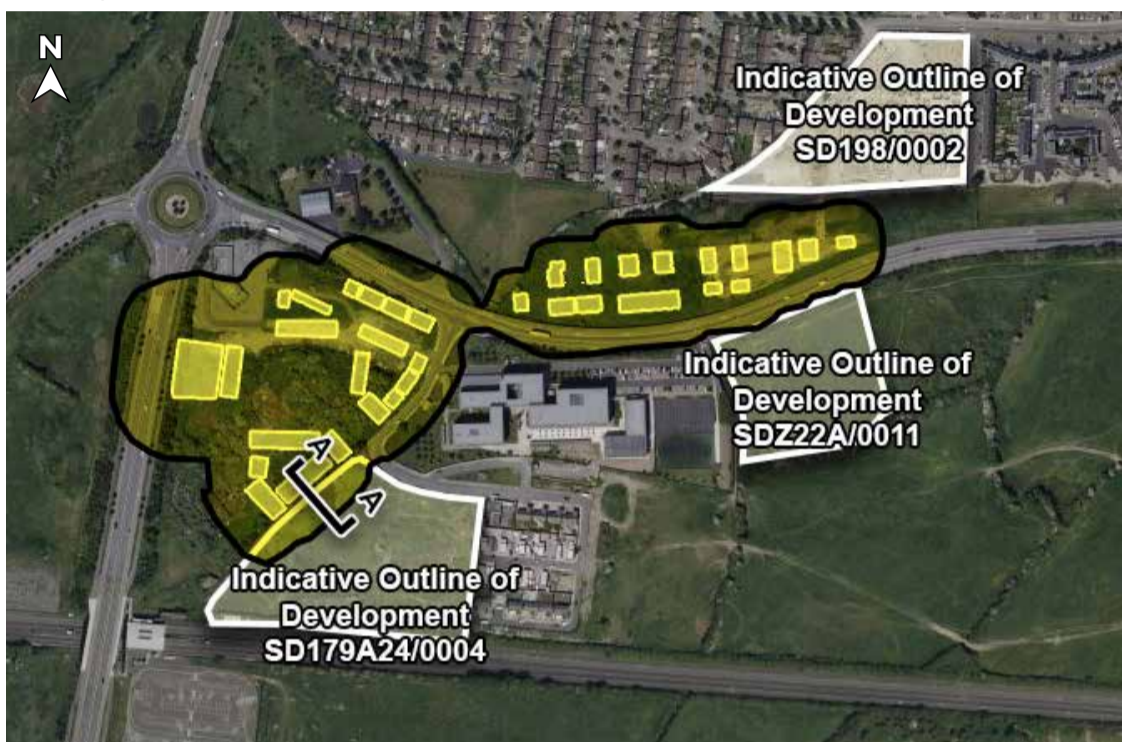 N
Indicative Outline of
Development
SD198/0002
Indicative Outline of
Development
SDZ22A/0011
A
A
Indicative Outline of
Development
SD179A24/0004